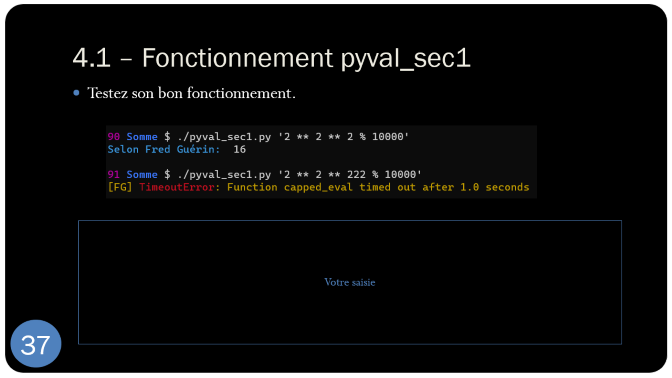 4.1 – Fonctionnement pyval_sec1
Testez son bon fonctionnement.
90 Somme $ ./pyval_sec1.py '2 ** 2 ** 2 % 10000'
Selon Fred Guérin: 16
91 Somme $ ./pyval_sec1.py '2 ** 2 ** 222 % 10000'
[FG] TimeoutError: Function capped_eval timed out after 1.0 seconds
Votre saisie
37